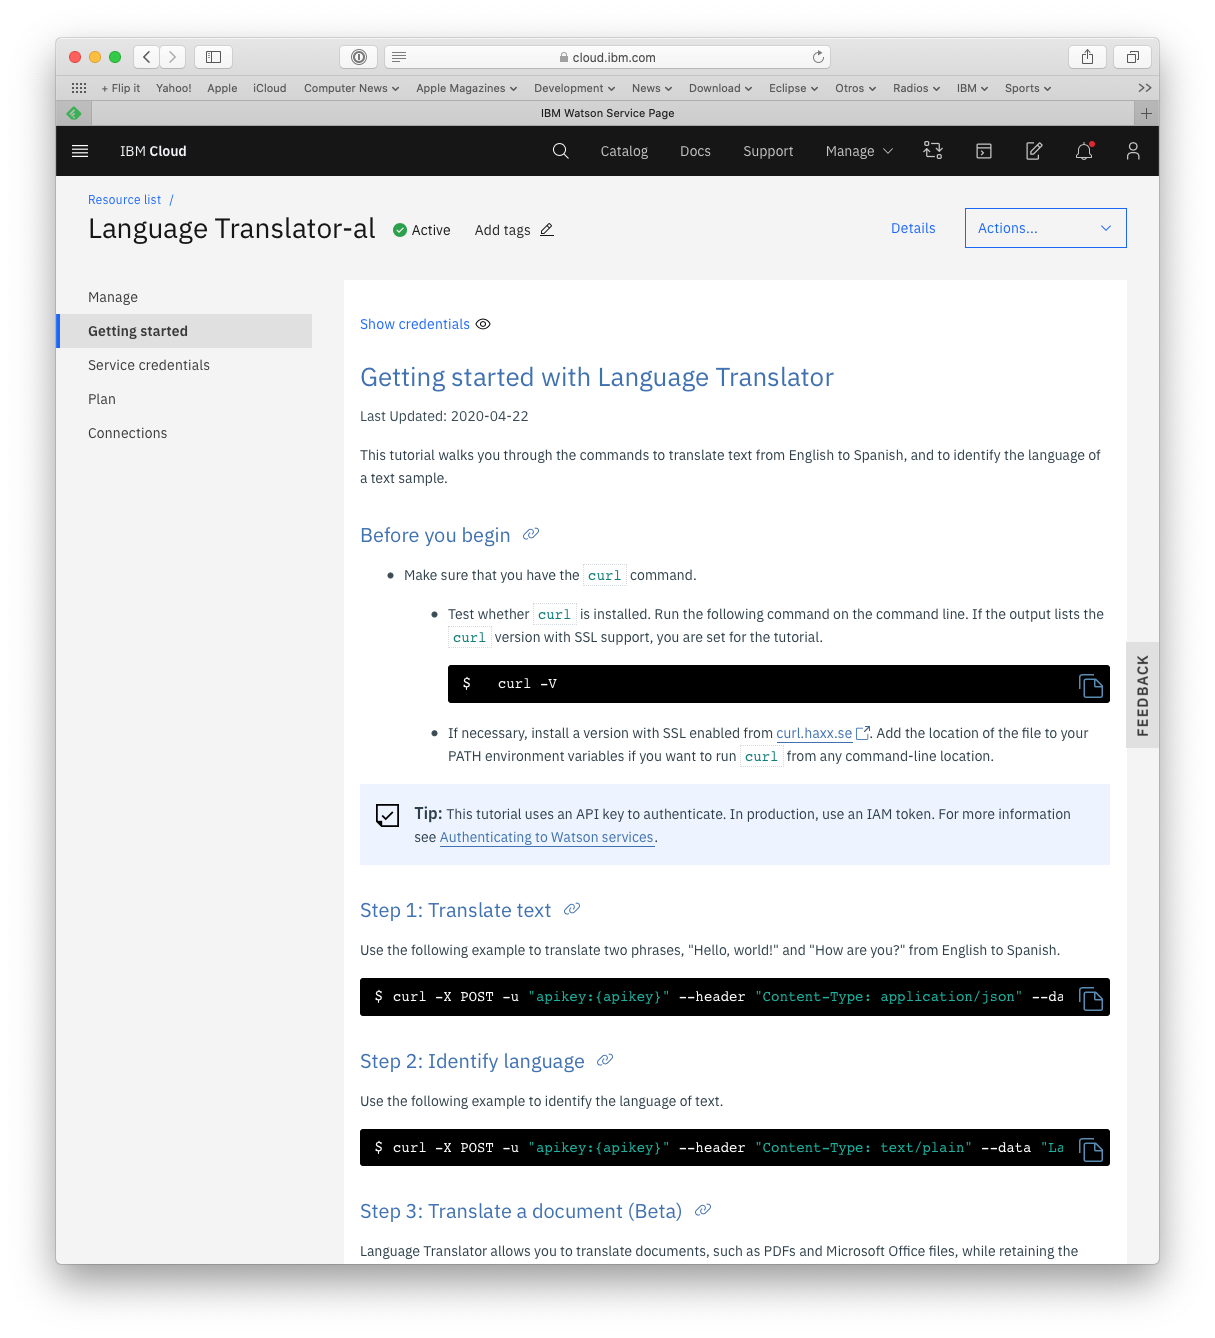 cloud.ibm.com
+ Flip it Yahoo! Apple iCloud Computer News Apple Magazines Development News Download Eclipse Otros Radios IBM Sports
IBM Watson Service Page
IBM Cloud Catalog Docs Support Manage
Resource list /
Language Translator-al Active Add tags Details Actions...
Manage
Getting started
Service credentials
Plan
Connections
Show credentials
Getting started with Language Translator
Last Updated: 2020-04-22
This tutorial walks you through the commands to translate text from English to Spanish, and to identify the language of
a text sample.
Before you begin
Make sure that you have the curl command.
Test whether curl is installed. Run the following command on the command line. If the output lists the
curl version with SSL support, you are set for the tutorial.
$ curl -V
If necessary, install a version with SSL enabled from curl.haxx.se. Add the location of the file to your
PATH environment variables if you want to run curl from any command-line location.
Tip: This tutorial uses an API key to authenticate. In production, use an IAM token. For more information
see Authenticating to Watson services.
Step 1: Translate text
Use the following example to translate two phrases, "Hello, world!" and "How are you?" from English to Spanish.
$ curl -X POST -u "apikey:{apikey}" --header "Content-Type: application/json" --da
Step 2: Identify language
Use the following example to identify the language of text.
$ curl -X POST -u "apikey:{apikey}" --header "Content-Type: text/plain" --data "La
Step 3: Translate a document (Beta)
Language Translator allows you to translate documents, such as PDFs and Microsoft Office files, while retaining the
FEEDBACK